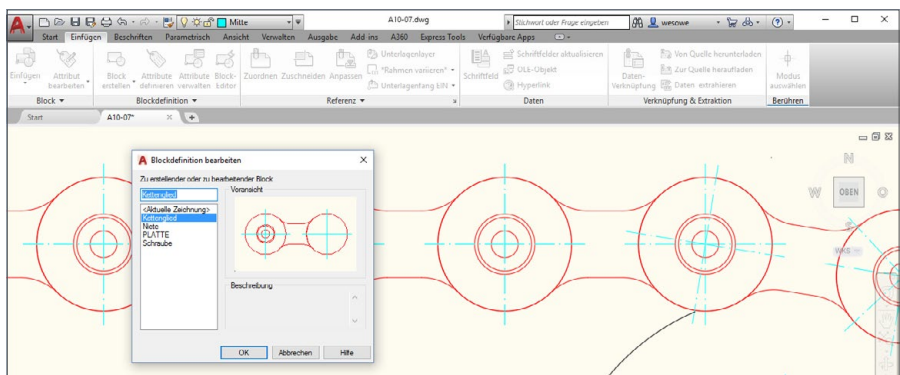 Mitte
A10-07.dwg
Stichwort oder Frage eingeben
wesowe
Start Einfügen Beschriften Parametrisch Ansicht Verwalten Ausgabe Add-ins A360 Express Tools Verfügbare Apps
Einfügen
Attribut bearbeiten
Block erstellen
Attribute definieren
Attribute verwalten
Block-Editor
Zuordnen Zuschneiden Anpassen
Unterlagenlayer
*Rahmen variieren*
Unterlagenfang EIN
Schriftfeld
Schriftfelder aktualisieren
OLE-Objekt
Hyperlink
Daten-
Verknüpfung
Von Quelle herunterladen
Zur Quelle heraufladen
Daten extrahieren
Modus
auswählen
Block Blockdefinition Referenz Daten Verknüpfung & Extraktion Berühren
Start A10-07*
Blockdefinition bearbeiten
Zu erstellender oder zu bearbeitender Block
Kettenglied
Voransicht
<Aktuelle Zeichnung>
Kettenglied
Niete
PLATTE
Schraube
Beschreibung
OK Abbrechen Hilfe
N
W OBEN O
S
WKS